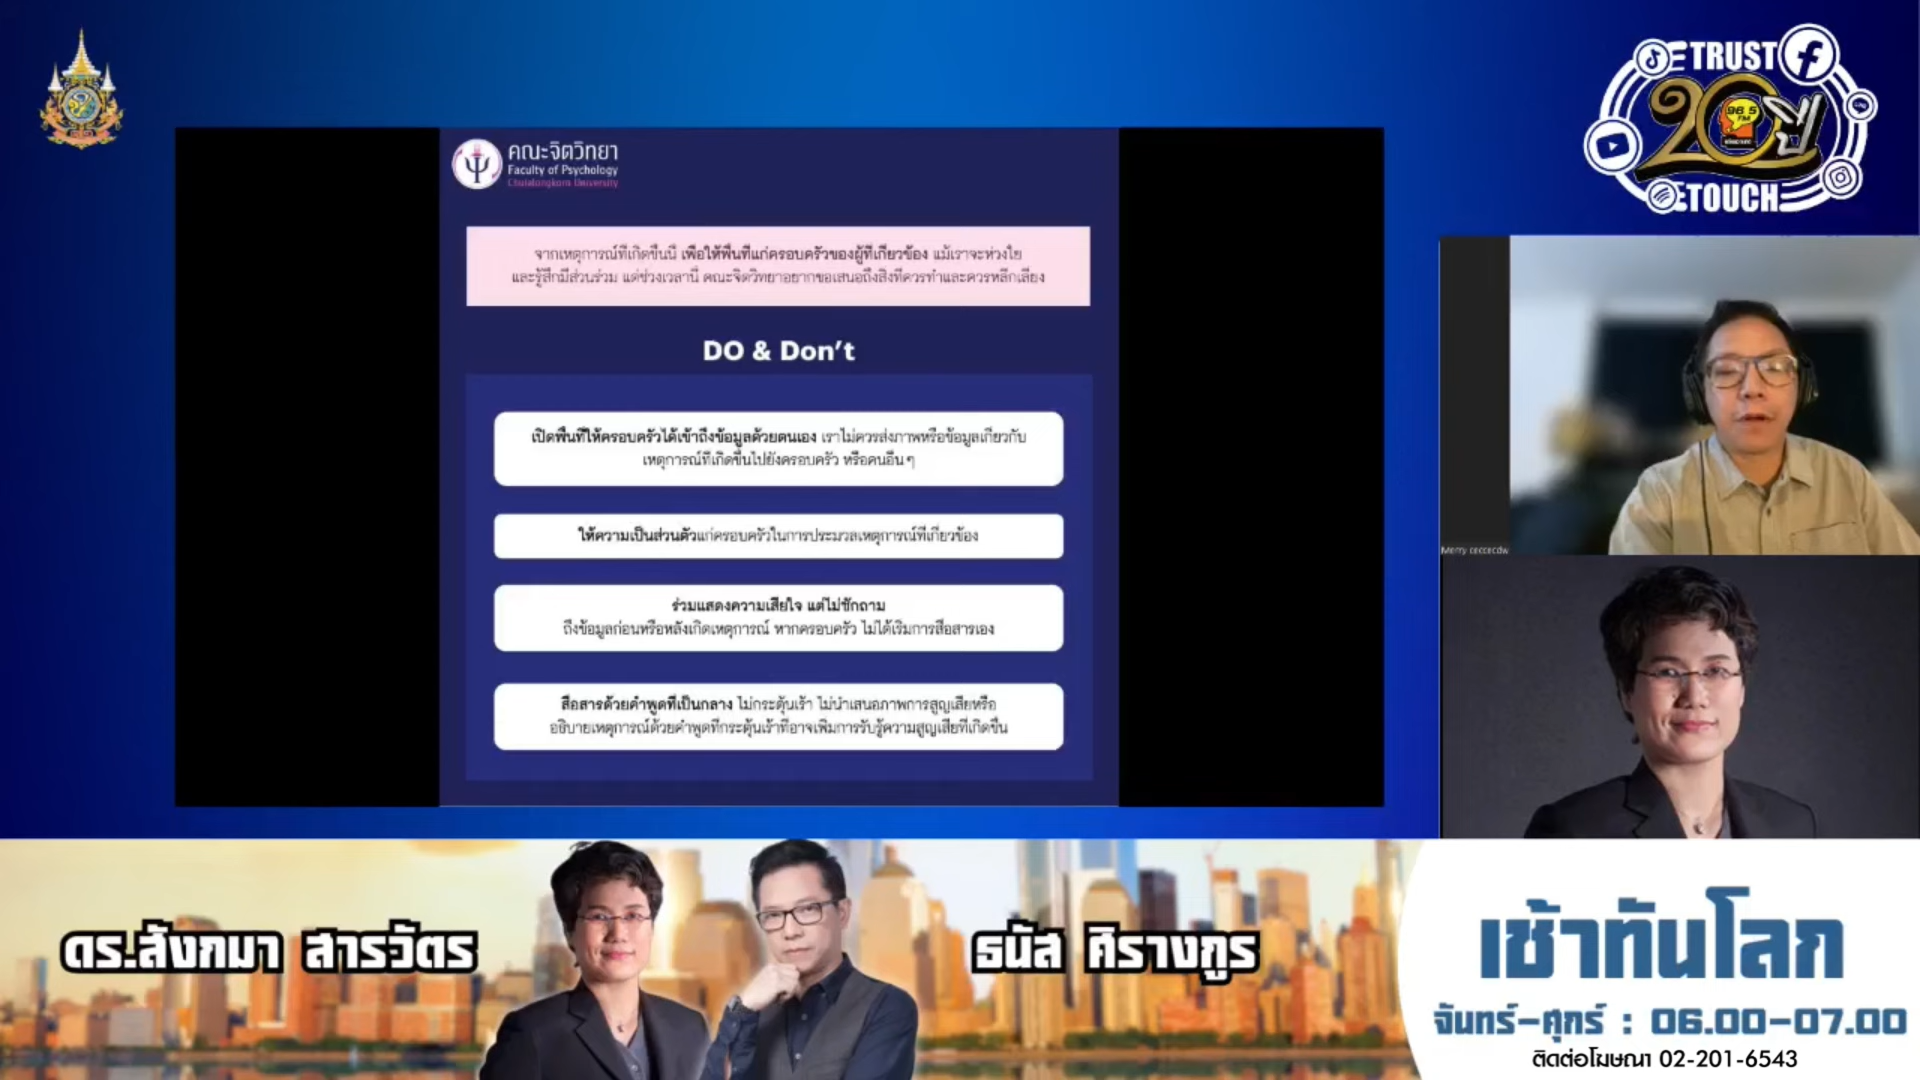 TRUST
20 ปี
96.5
FM
TOUCH
คณะจิตวิทยา
Faculty of Psychology
Chulalongkorn University
จากเหตุการณ์ที่เกิดขึ้นนี้ เพื่อให้พื้นที่แก่ครอบครัวของผู้ที่เกี่ยวข้อง แม้เราจะห่วงใย
และรู้สึกมีส่วนร่วม แต่ช่วงเวลานี้ คณะจิตวิทยาอยากขอเสนอถึงสิ่งที่ควรทำและควรหลีกเลี่ยง
DO & Don’t
เปิดพื้นที่ให้ครอบครัวได้เข้าถึงข้อมูลด้วยตนเอง เราไม่ควรส่งภาพหรือข้อมูลเกี่ยวกับ
เหตุการณ์ที่เกิดขึ้นไปยังครอบครัว หรือคนอื่น ๆ
ให้ความเป็นส่วนตัวแก่ครอบครัวในการประมวลเหตุการณ์ที่เกี่ยวข้อง
ร่วมแสดงความเสียใจ แต่ไม่ซักถาม
ถึงข้อมูลก่อนหรือหลังเกิดเหตุการณ์ หากครอบครัว ไม่ได้เริ่มการสื่อสารเอง
สื่อสารด้วยคำพูดที่เป็นกลาง ไม่กระตุ้นเร้า ไม่นำเสนอภาพการสูญเสียหรือ
อธิบายเหตุการณ์ด้วยคำพูดที่กระตุ้นเร้าที่อาจเพิ่มการรับรู้ความสูญเสียที่เกิดขึ้น
ดร.สังกมา สารวัตร
ธนัส ศิรางกูร
เช้าทันโลก
จันทร์-ศุกร์ : 06.00-07.00
ติดต่อโฆษณา 02-201-6543